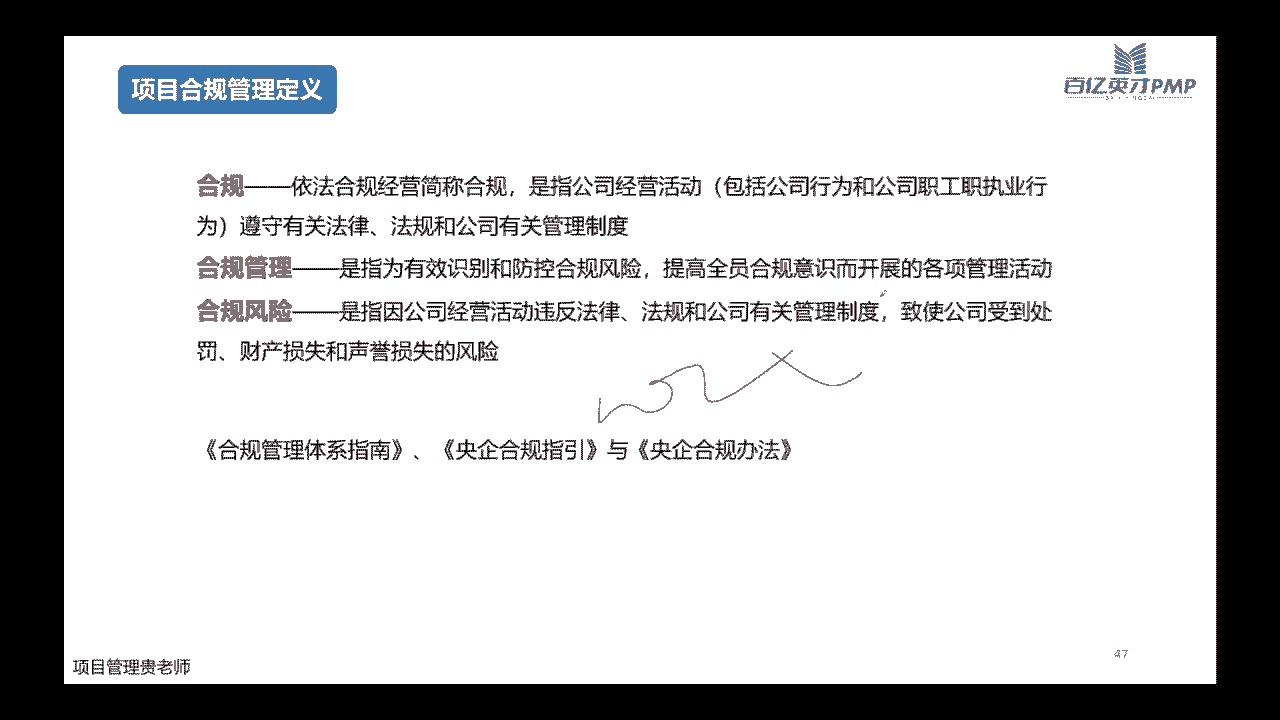 项目合规管理定义
百亿英才PMP
合规——依法合规经营简称合规，是指公司经营活动（包括公司行为和公司职工职执业行
为）遵守有关法律、法规和公司有关管理制度
合规管理——是指为有效识别和防控合规风险，提高全员合规意识而开展的各项管理活动
合规风险——是指因公司经营活动违反法律、法规和公司有关管理制度，致使公司受到处
罚、财产损失和声誉损失的风险
《合规管理体系指南》、《央企合规指引》与《央企合规办法》
47
项目管理贵老师